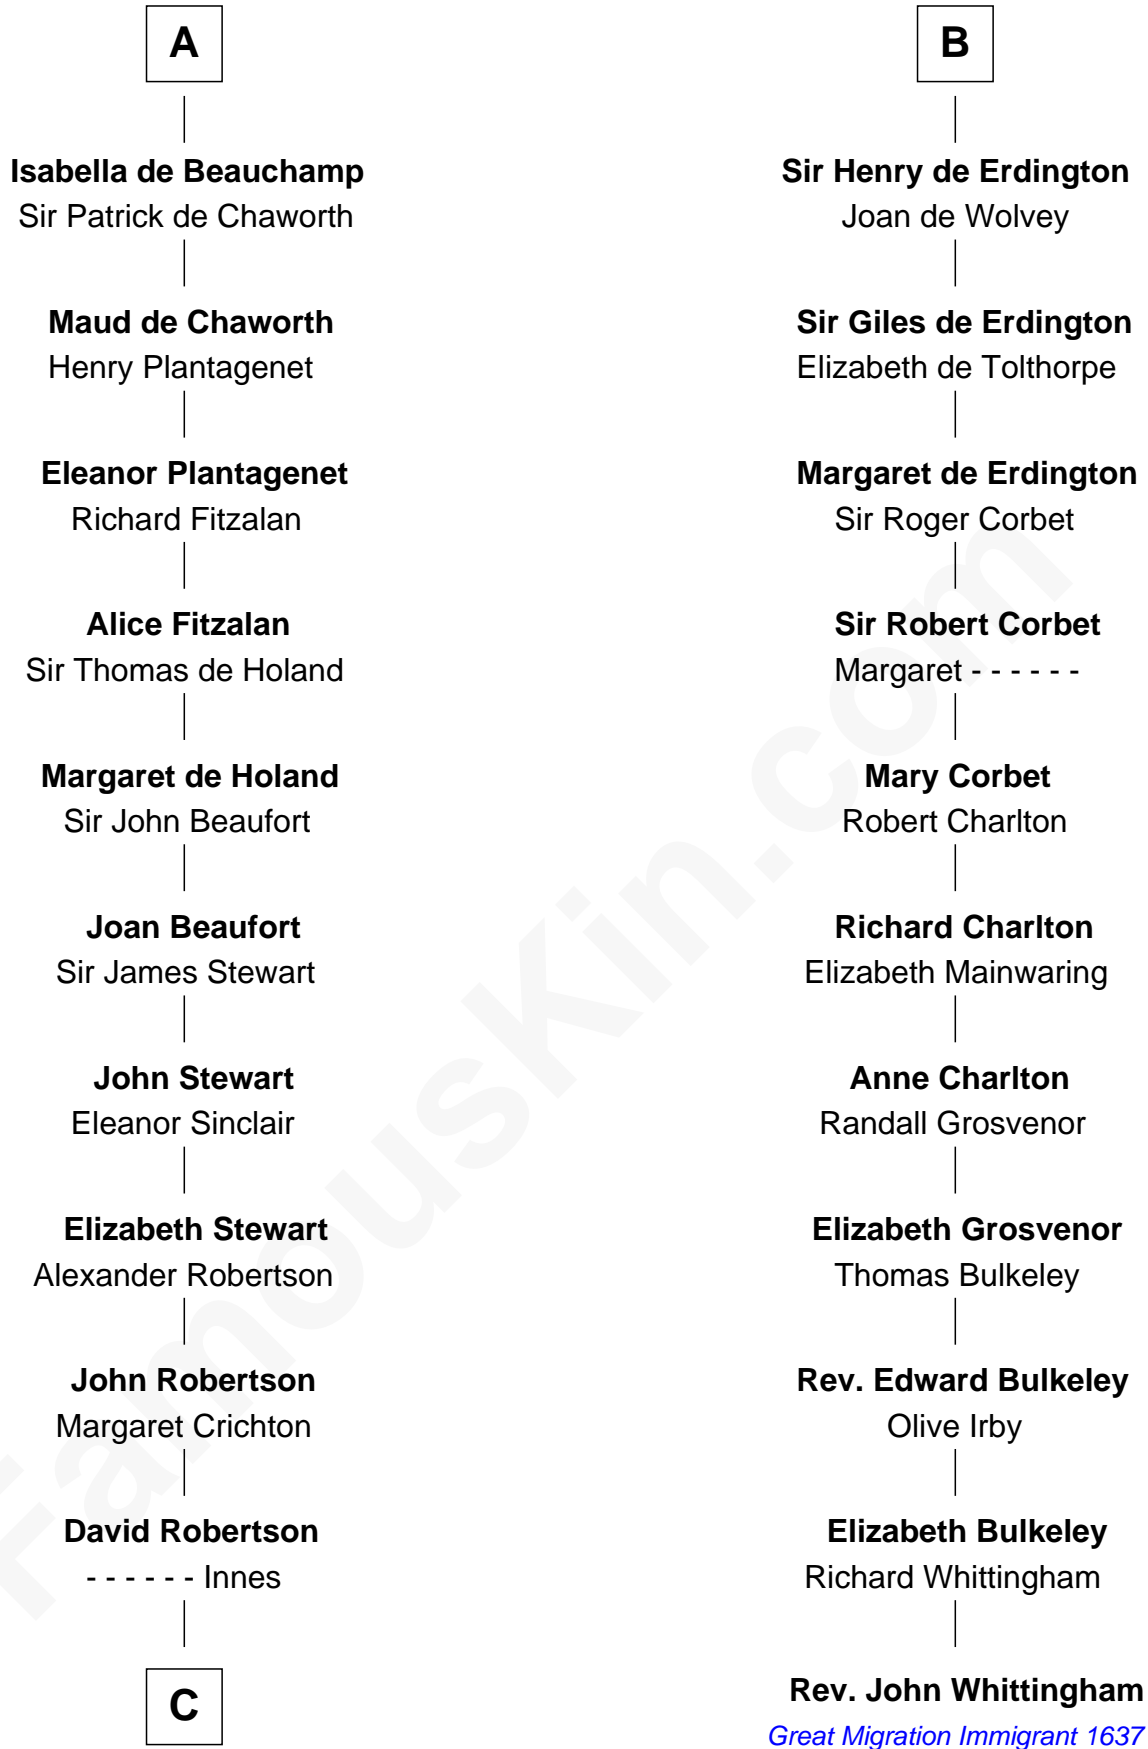 A
Isabella de Beauchamp
Sir Patrick de Chaworth
Maud de Chaworth
Henry Plantagenet
Eleanor Plantagenet
Richard Fitzalan
Alice Fitzalan
Sir Thomas de Holand
Margaret de Holand
Sir John Beaufort
Joan Beaufort
Sir James Stewart
John Stewart
Eleanor Sinclair
Elizabeth Stewart
Alexander Robertson
John Robertson
Margaret Crichton
David Robertson
- - - - - - Innes
C
B
Sir Henry de Erdington
Joan de Wolvey
Sir Giles de Erdington
Elizabeth de Tolthorpe
Margaret de Erdington
Sir Roger Corbet
Sir Robert Corbet
Margaret - - - - - -
Mary Corbet
Robert Charlton
Richard Charlton
Elizabeth Mainwaring
Anne Charlton
Randall Grosvenor
Elizabeth Grosvenor
Thomas Bulkeley
Rev. Edward Bulkeley
Olive Irby
Elizabeth Bulkeley
Richard Whittingham
Rev. John Whittingham
Great Migration Immigrant 1637
FamousKin.com